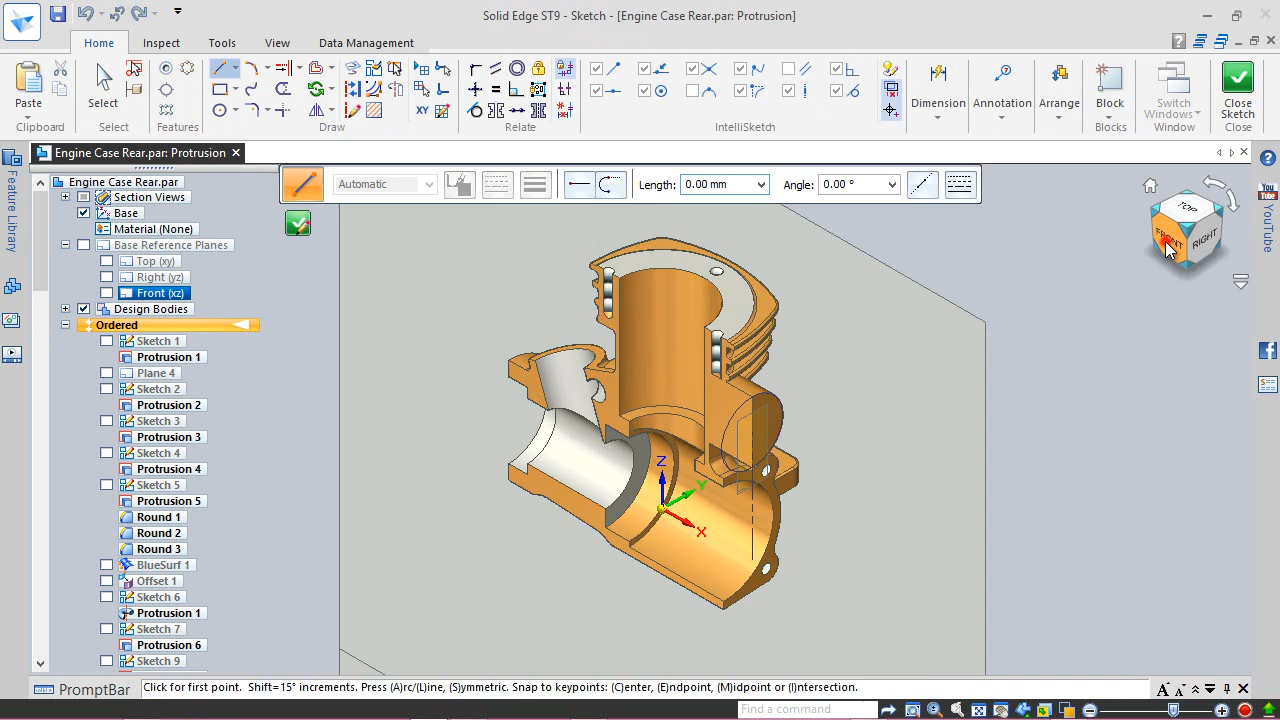 Solid Edge ST9 - Sketch - [Engine Case Rear.par: Protrusion]
Home Inspect Tools View Data Management
Paste Select Dimension Annotation Arrange Block Switch Windows Close Sketch
Clipboard Select Features Draw Relate IntelliSketch Blocks Window Close
Engine Case Rear.par: Protrusion
Automatic Length: 0.00 mm Angle: 0.00 °
Feature Library
YouTube
Engine Case Rear.par
Section Views
Base
Material (None)
Base Reference Planes
Top (xy)
Right (yz)
Front (xz)
Design Bodies
Ordered
Sketch 1
Protrusion 1
Plane 4
Sketch 2
Protrusion 2
Sketch 3
Protrusion 3
Sketch 4
Protrusion 4
Sketch 5
Protrusion 5
Round 1
Round 2
Round 3
BlueSurf 1
Offset 1
Sketch 6
Protrusion 1
Sketch 7
Protrusion 6
Sketch 9
TOP
FRONT RIGHT
Z
Y
X
PromptBar Click for first point. Shift=15° increments. Press (A)rc/(L)ine, (S)ymmetric. Snap to keypoints: (C)enter, (E)ndpoint, (M)idpoint or (I)ntersection.
Find a command